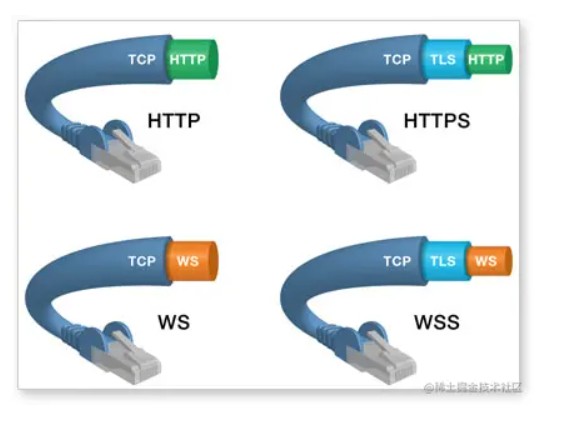 TCP HTTP
HTTP
TCP TLS HTTP
HTTPS
TCP WS
WS
TCP TLS WS
WSS
@稀土掘金技术社区